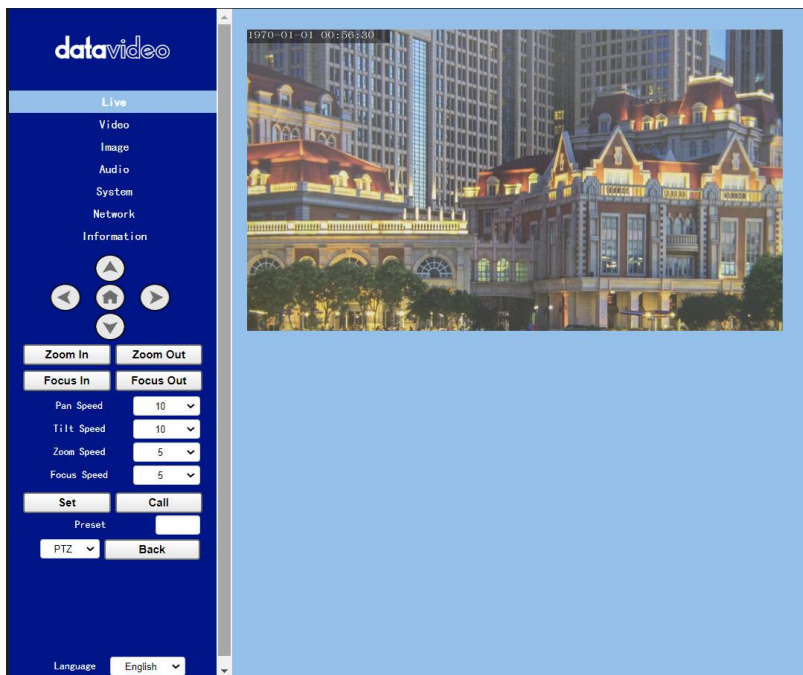 datavideo
1970-01-01 00:56:30
Live
Video
Image
Audio
System
Network
Information
Zoom In Zoom Out
Focus In Focus Out
Pan Speed 10
Tilt Speed 10
Zoom Speed 5
Focus Speed 5
Set Call
Preset
PTZ Back
Language English